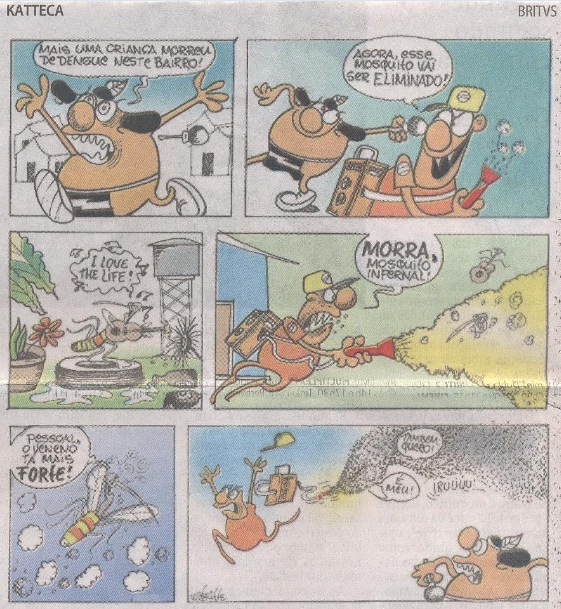 KATTECA
BRITVS
MAIS UMA CRIANÇA MORREU
DE DENGUE NESTE BAIRRO!
AGORA, ESSE
MOSQUITO VAI
SER ELIMINADO!
I LOVE
THE LIFE!
MORRA,
MOSQUITO
INFERNAL!
PESSOAL,
O VENENO
TÁ MAIS
FORTE!
TAMBÉM
QUERO!
É
MEU!